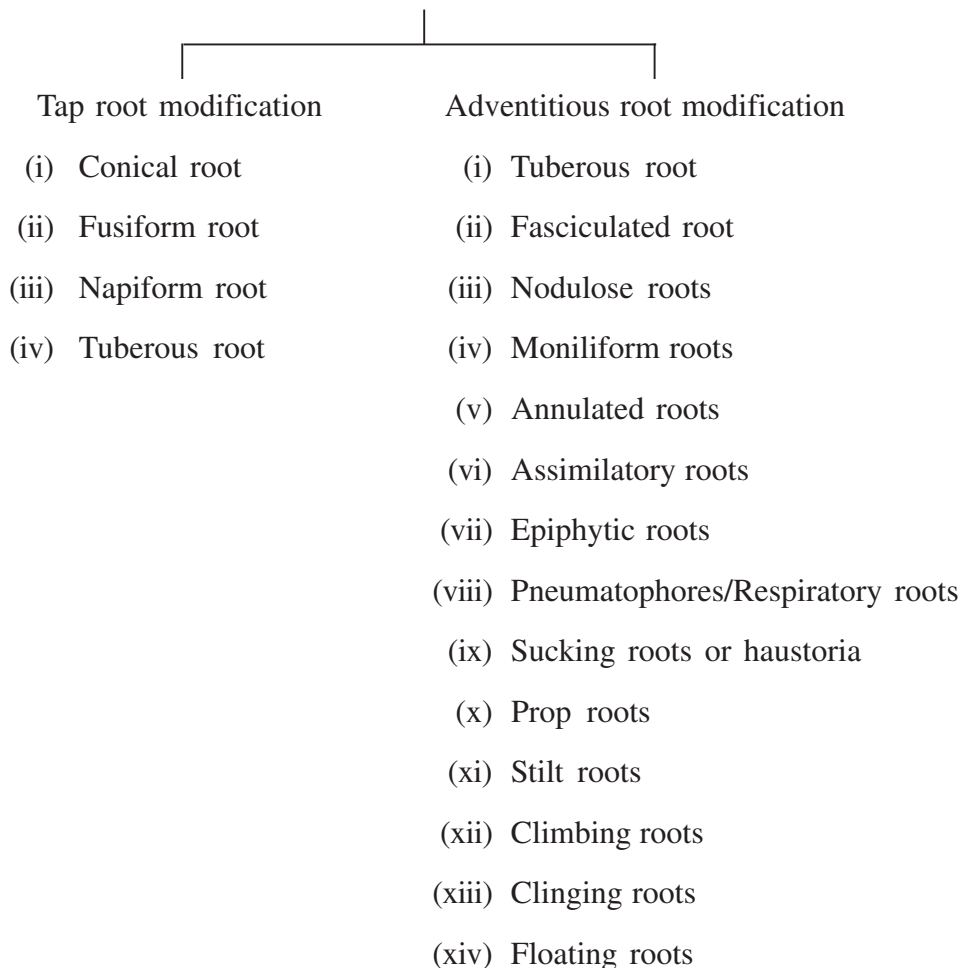 Tap root modification
(i) Conical root
(ii) Fusiform root
(iii) Napiform root
(iv) Tuberous root
Adventitious root modification
(i) Tuberous root
(ii) Fasciculated root
(iii) Nodulose roots
(iv) Moniliform roots
(v) Annulated roots
(vi) Assimilatory roots
(vii) Epiphytic roots
(viii) Pneumatophores/Respiratory roots
(ix) Sucking roots or haustoria
(x) Prop roots
(xi) Stilt roots
(xii) Climbing roots
(xiii) Clinging roots
(xiv) Floating roots